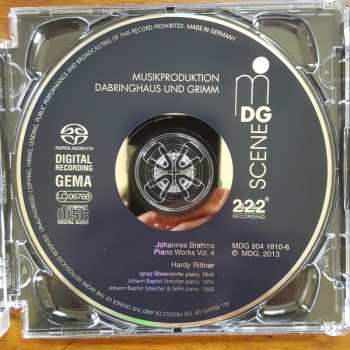 UNAUTHORISED COPYING, HIRING, LENDING, PUBLIC PERFORMANCE AND BROADCASTING OF THIS RECORD PROHIBITED. MADE IN GERMANY
MUSIKPRODUKTION
DABRINGHAUS UND GRIMM
MDG
SCENE
SUPER AUDIO CD
DIGITAL
RECORDING
GEMA
LC 06768
COMPACT
disc
DIGITAL AUDIO
2+2+2
RECORDING
Johannes Brahms
Piano Works Vol. 4
MDG 904 1810-6
℗ MDG, 2013
Hardy Rittner
Ignaz Bösendorfer piano, 1846
Johann Baptist Streicher piano, 1856
Johann Baptist Streicher & Sohn piano, 1868
ALL RIGHTS OF THE PRODUCER AND THE OWNER OF THE WORK REPRODUCED RESERVED.